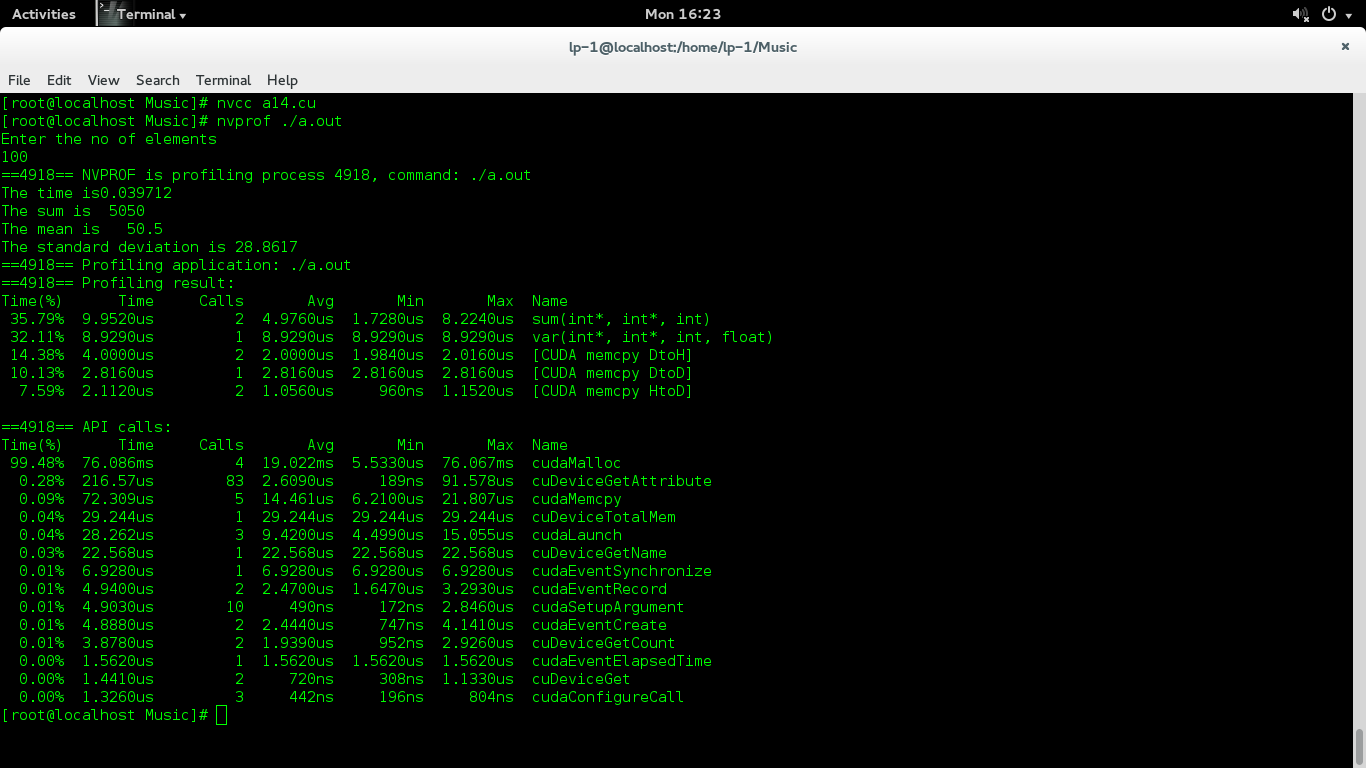 Activities Terminal Mon 16:23
lp-1@localhost:/home/lp-1/Music
File Edit View Search Terminal Help
[root@localhost Music]# nvcc a14.cu
[root@localhost Music]# nvprof ./a.out
Enter the no of elements
100
==4918== NVPROF is profiling process 4918, command: ./a.out
The time is0.039712
The sum is  5050
The mean is   50.5
The standard deviation is 28.8617
==4918== Profiling application: ./a.out
==4918== Profiling result:
Time(%)      Time     Calls       Avg       Min       Max  Name
 35.79%  9.9520us         2  4.9760us  1.7280us  8.2240us  sum(int*, int*, int)
 32.11%  8.9290us         1  8.9290us  8.9290us  8.9290us  var(int*, int*, int, float)
 14.38%  4.0000us         2  2.0000us  1.9840us  2.0160us  [CUDA memcpy DtoH]
 10.13%  2.8160us         1  2.8160us  2.8160us  2.8160us  [CUDA memcpy DtoD]
  7.59%  2.1120us         2  1.0560us     960ns  1.1520us  [CUDA memcpy HtoD]
==4918== API calls:
Time(%)      Time     Calls       Avg       Min       Max  Name
 99.48%  76.086ms         4  19.022ms  5.5330us  76.067ms  cudaMalloc
  0.28%  216.57us        83  2.6090us     189ns  91.578us  cuDeviceGetAttribute
  0.09%  72.309us         5  14.461us  6.2100us  21.807us  cudaMemcpy
  0.04%  29.244us         1  29.244us  29.244us  29.244us  cuDeviceTotalMem
  0.04%  28.262us         3  9.4200us  4.4990us  15.055us  cudaLaunch
  0.03%  22.568us         1  22.568us  22.568us  22.568us  cuDeviceGetName
  0.01%  6.9280us         1  6.9280us  6.9280us  6.9280us  cudaEventSynchronize
  0.01%  4.9400us         2  2.4700us  1.6470us  3.2930us  cudaEventRecord
  0.01%  4.9030us        10     490ns     172ns  2.8460us  cudaSetupArgument
  0.01%  4.8880us         2  2.4440us     747ns  4.1410us  cudaEventCreate
  0.01%  3.8780us         2  1.9390us     952ns  2.9260us  cuDeviceGetCount
  0.00%  1.5620us         1  1.5620us  1.5620us  1.5620us  cudaEventElapsedTime
  0.00%  1.4410us         2     720ns     308ns  1.1330us  cuDeviceGet
  0.00%  1.3260us         3     442ns     196ns     804ns  cudaConfigureCall
[root@localhost Music]#